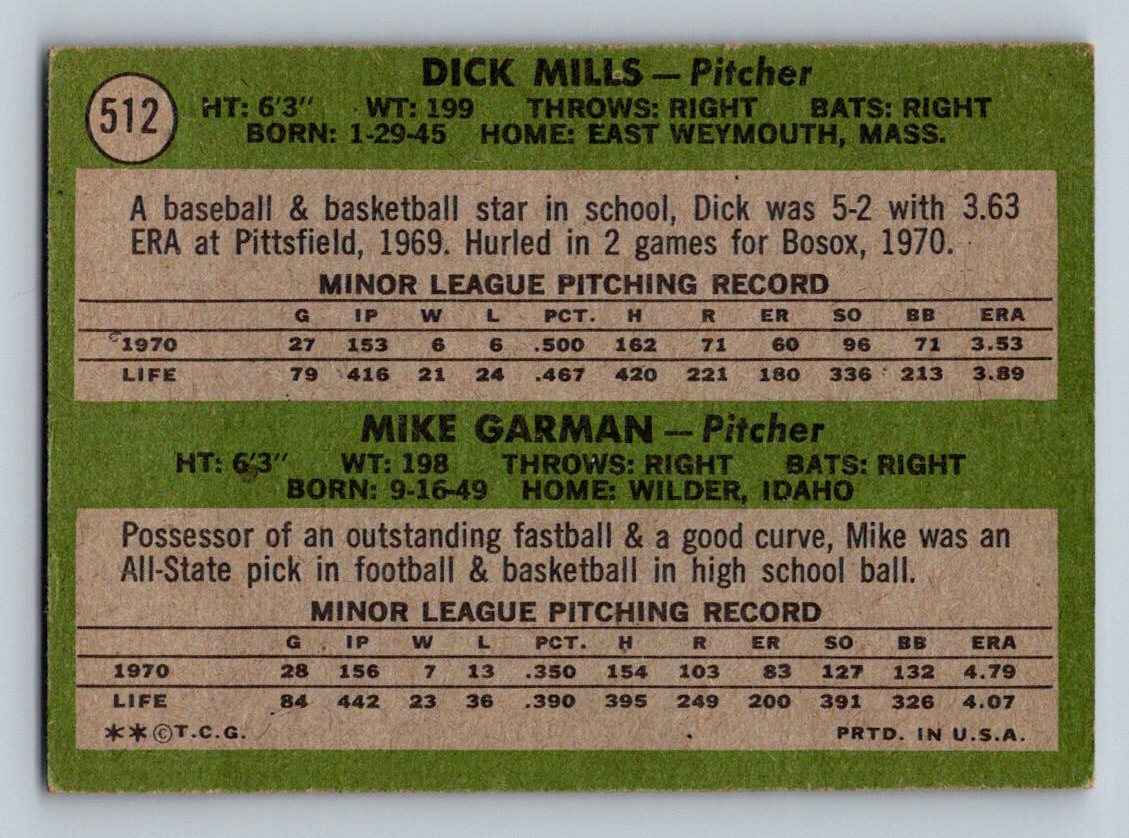 512
DICK MILLS — Pitcher
HT: 6'3" WT: 199 THROWS: RIGHT BATS: RIGHT
BORN: 1-29-45 HOME: EAST WEYMOUTH, MASS.
A baseball & basketball star in school, Dick was 5-2 with 3.63
ERA at Pittsfield, 1969. Hurled in 2 games for Bosox, 1970.
MINOR LEAGUE PITCHING RECORD
G IP W L PCT. H R ER SO BB ERA
1970 27 153 6 6 .500 162 71 60 96 71 3.53
LIFE 79 416 21 24 .467 420 221 180 336 213 3.89
MIKE GARMAN — Pitcher
HT: 6'3" WT: 198 THROWS: RIGHT BATS: RIGHT
BORN: 9-16-49 HOME: WILDER, IDAHO
Possessor of an outstanding fastball & a good curve, Mike was an
All-State pick in football & basketball in high school ball.
MINOR LEAGUE PITCHING RECORD
G IP W L PCT. H R ER SO BB ERA
1970 28 156 7 13 .350 154 103 83 127 132 4.79
LIFE 84 442 23 36 .390 395 249 200 391 326 4.07
**©T.C.G. PRTD. IN U.S.A.